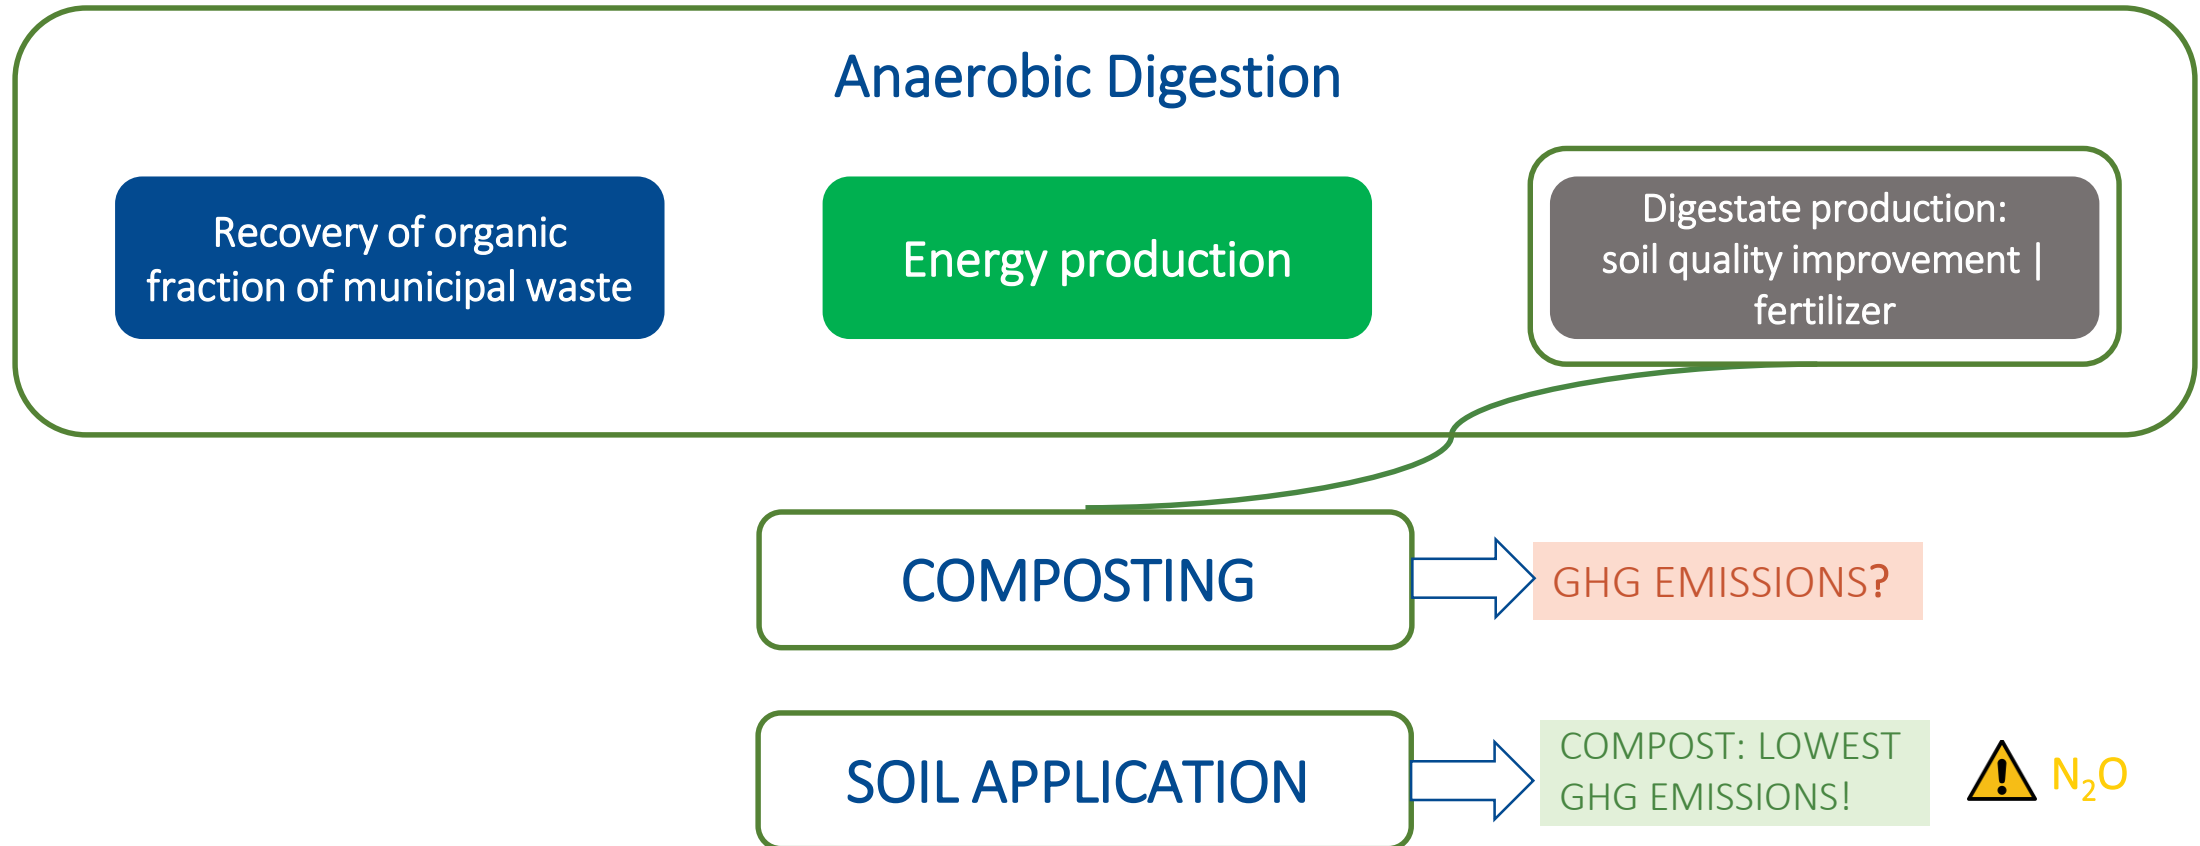 Anaerobic Digestion
Recovery of organic
fraction of municipal waste
Energy production
Digestate production:
soil quality improvement |
fertilizer
COMPOSTING
GHG EMISSIONS?
SOIL APPLICATION
COMPOST: LOWEST
GHG EMISSIONS!
N₂O